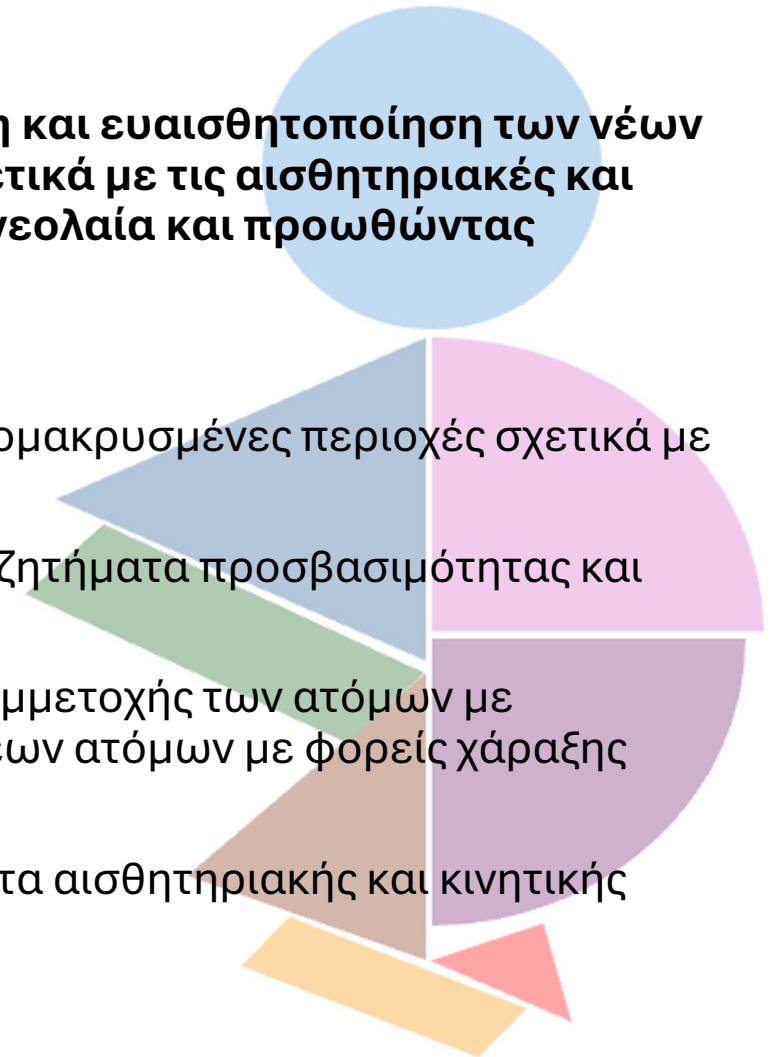 η και ευαισθητοποίηση των νέων
ετικά με τις αισθητηριακές και
νεολαία και προωθώντας
ομακρυσμένες περιοχές σχετικά με
ζητήματα προσβασιμότητας και
μμετοχής των ατόμων με
εων ατόμων με φορείς χάραξης
τα αισθητηριακής και κινητικής